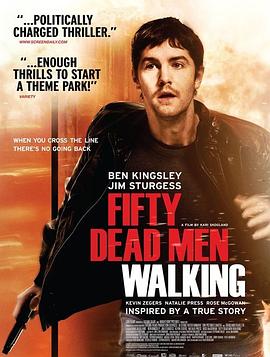 "...POLITICALLY
CHARGED THRILLER."
WWW.SCREENDAILY.COM
"...ENOUGH
THRILLS TO START
A THEME PARK!"
VARIETY
WHEN YOU CROSS THE LINE
THERE'S NO GOING BACK
BEN KINGSLEY
JIM STURGESS
FIFTY
A FILM BY KARI SKOGLAND
DEAD MEN
WALKING
KEVIN ZEGERS NATALIE PRESS ROSE McGOWAN
INSPIRED BY A TRUE STORY